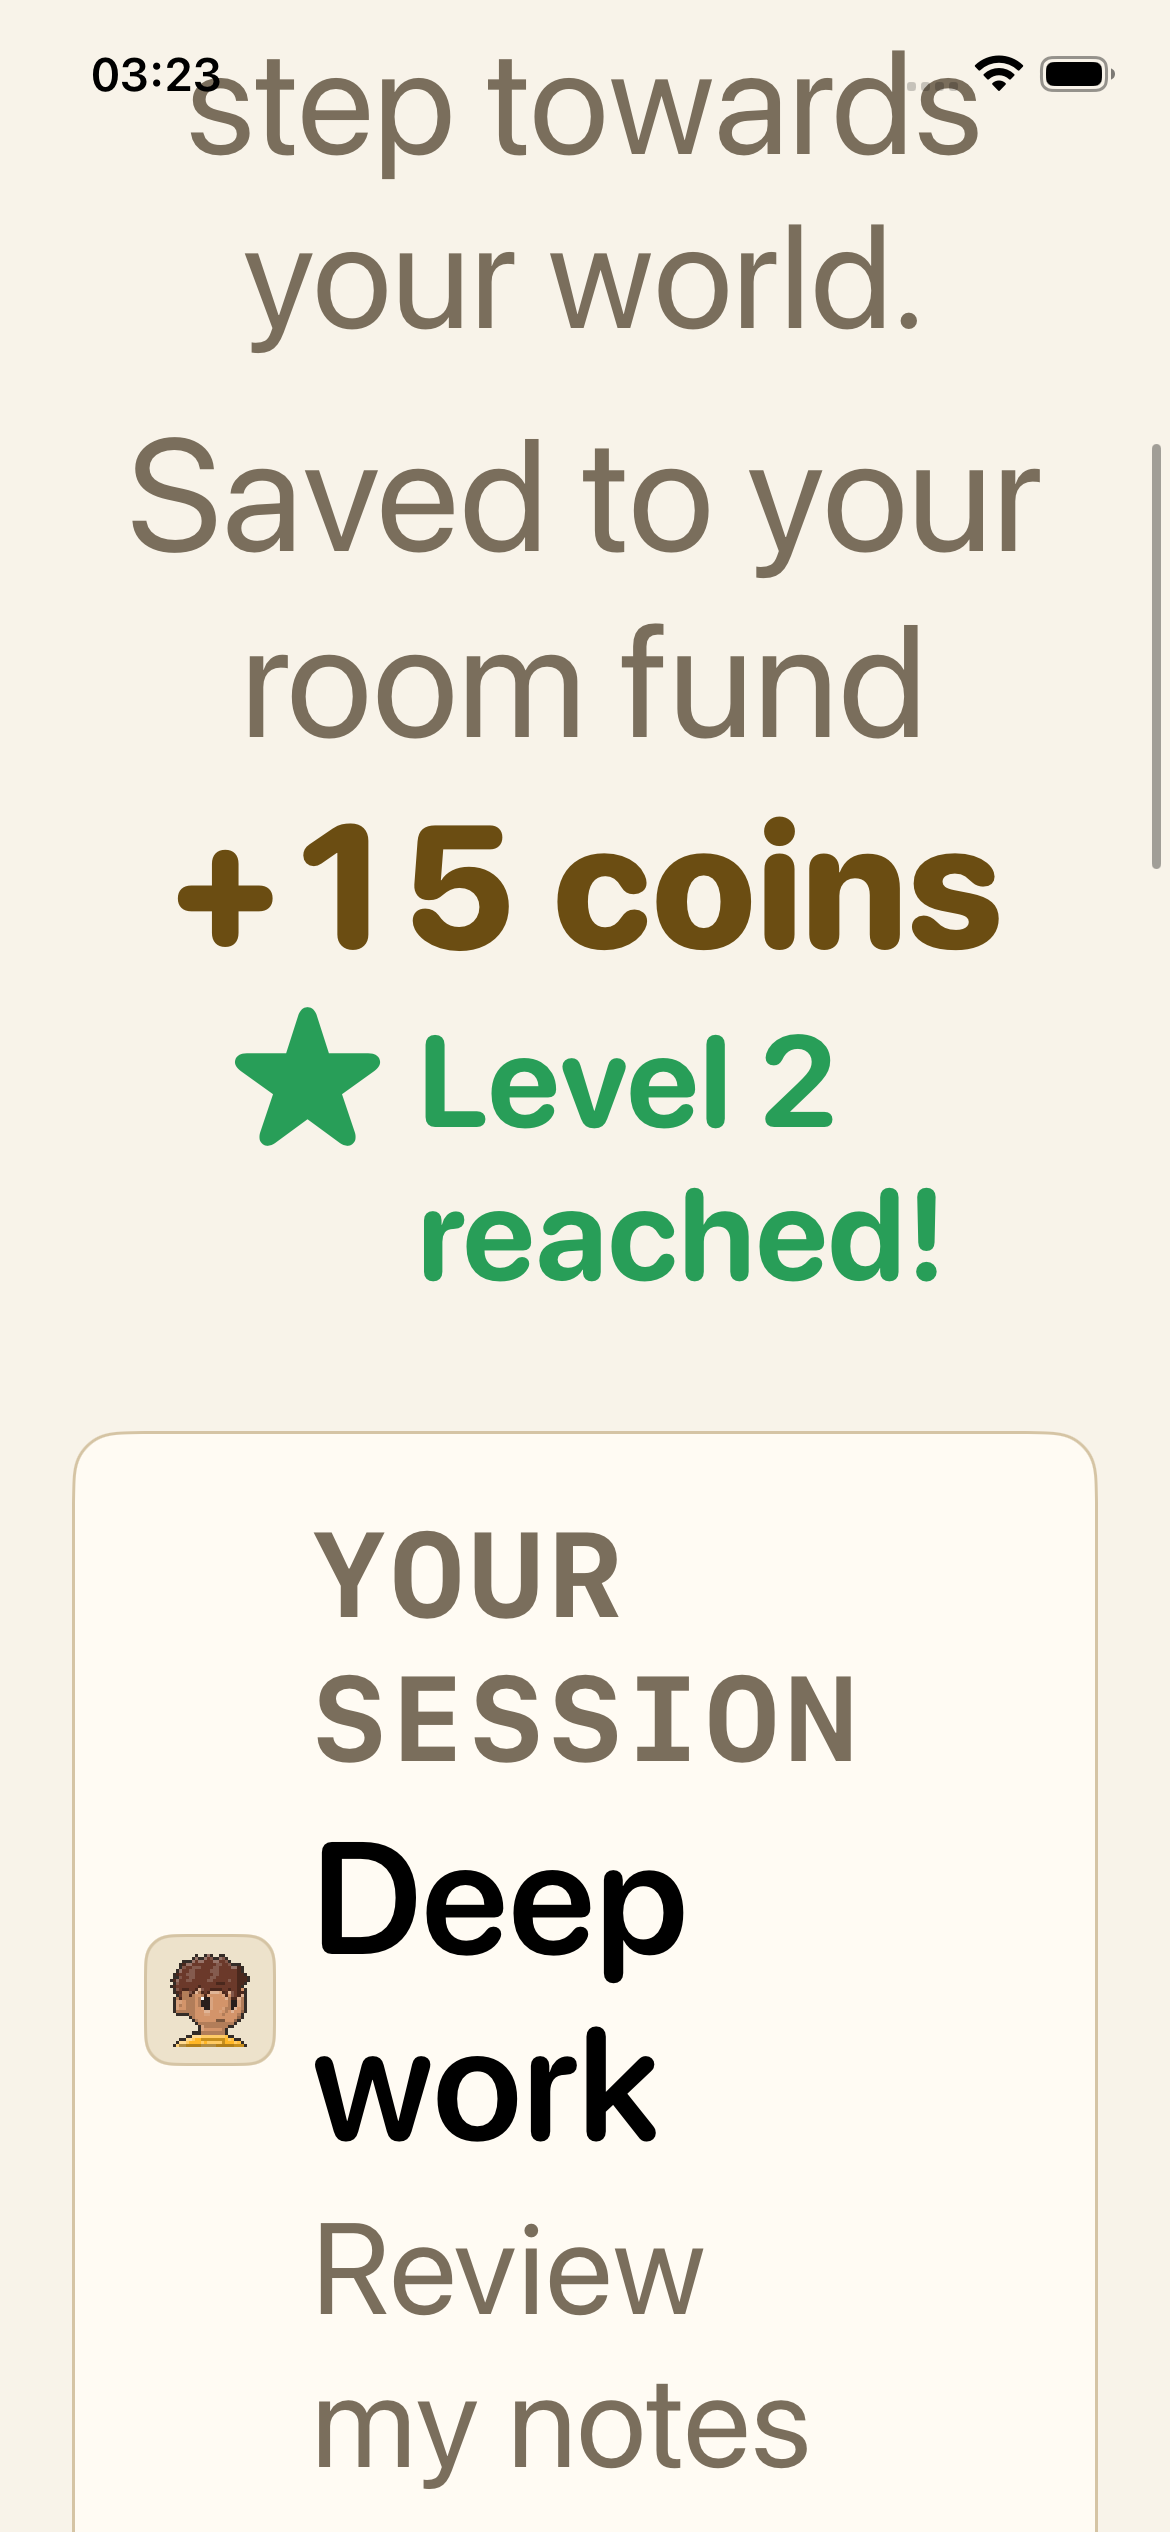 03:23
step towards
your world.
Saved to your
room fund
+15 coins
Level 2
reached!
YOUR
SESSION
Deep
work
Review
my notes